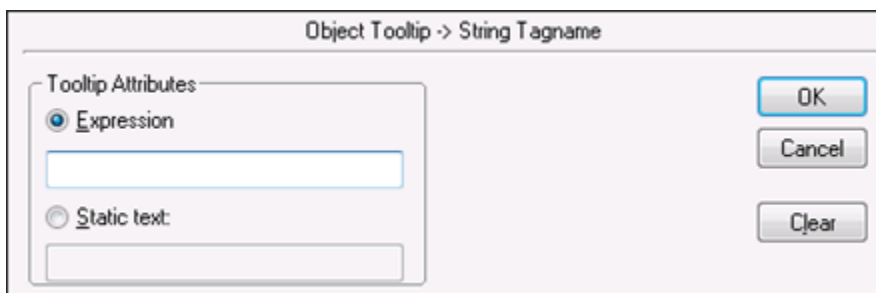 Object Tooltip -> String Tagname
Tooltip Attributes
Expression
Static text:
OK
Cancel
Clear